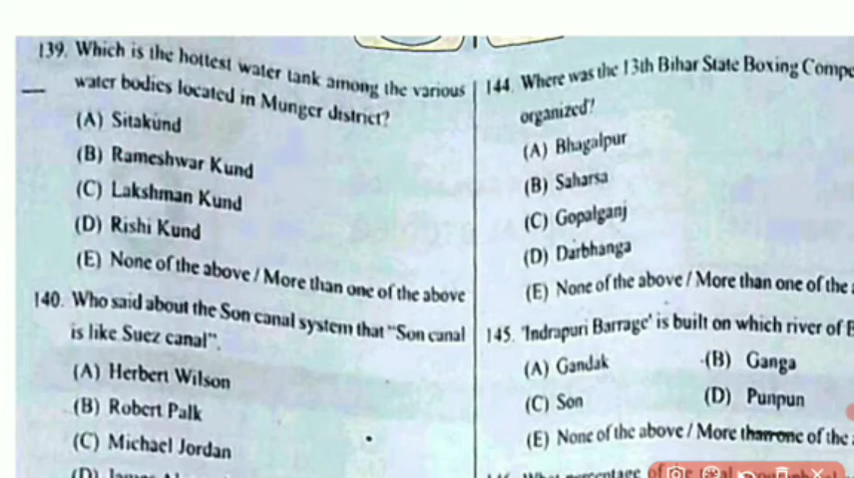 139. Which is the hottest water tank among the various
water bodies located in Munger district?
(A) Sitakund
(B) Rameshwar Kund
(C) Lakshman Kund
(D) Rishi Kund
(E) None of the above / More than one of the above
140. Who said about the Son canal system that "Son canal
is like Suez canal".
(A) Herbert Wilson
(B) Robert Palk
(C) Michael Jordan
(D)
144. Where was the 13th Bihar State Boxing
organized?
(A) Bhagalpur
(B) Saharsa
(C) Gopalganj
(D) Darbhanga
(E) None of the above / More than one of the
145. 'Indrapuri Barrage' is built on which river of
(A) Gandak (B) Ganga
(C) Son (D) Punpun
(E) None of the above / More than one of the